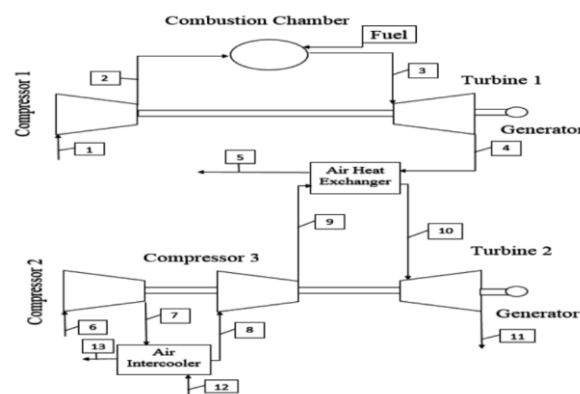 Combustion Chamber
Fuel
2
3
Compressor 1
Turbine 1
1
Generator
4
5
Air Heat
Exchanger
9
10
Compressor 3
Turbine 2
Compressor 2
6
7
8
Generator
11
13
Air
Intercooler
12